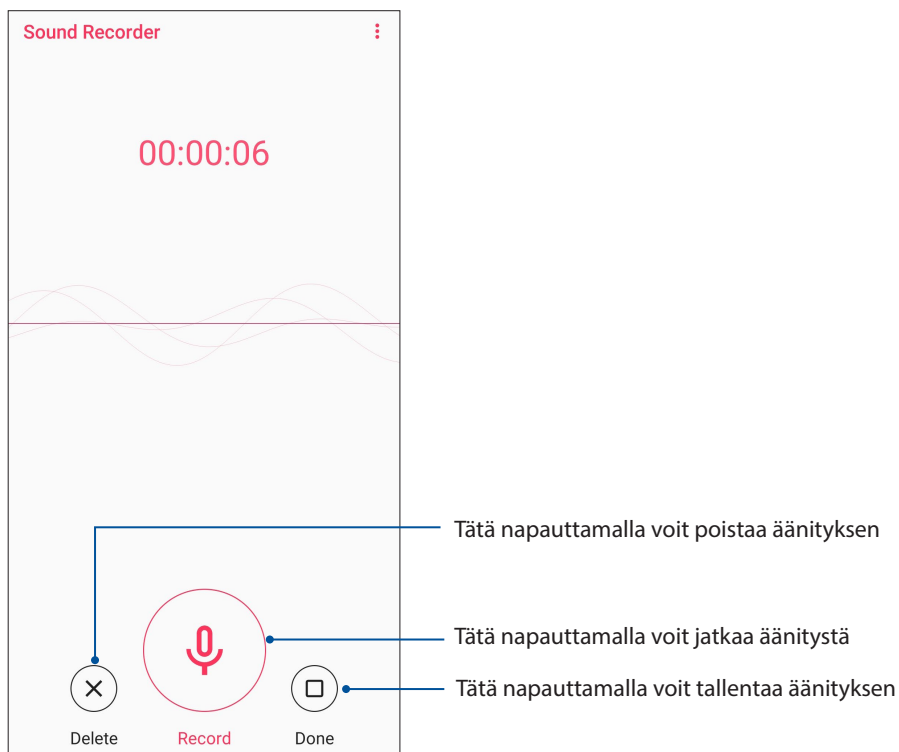 Sound Recorder
00:00:06
Tätä napauttamalla voit poistaa äänityksen
Tätä napauttamalla voit jatkaa äänitystä
Tätä napauttamalla voit tallentaa äänityksen
Delete Record Done